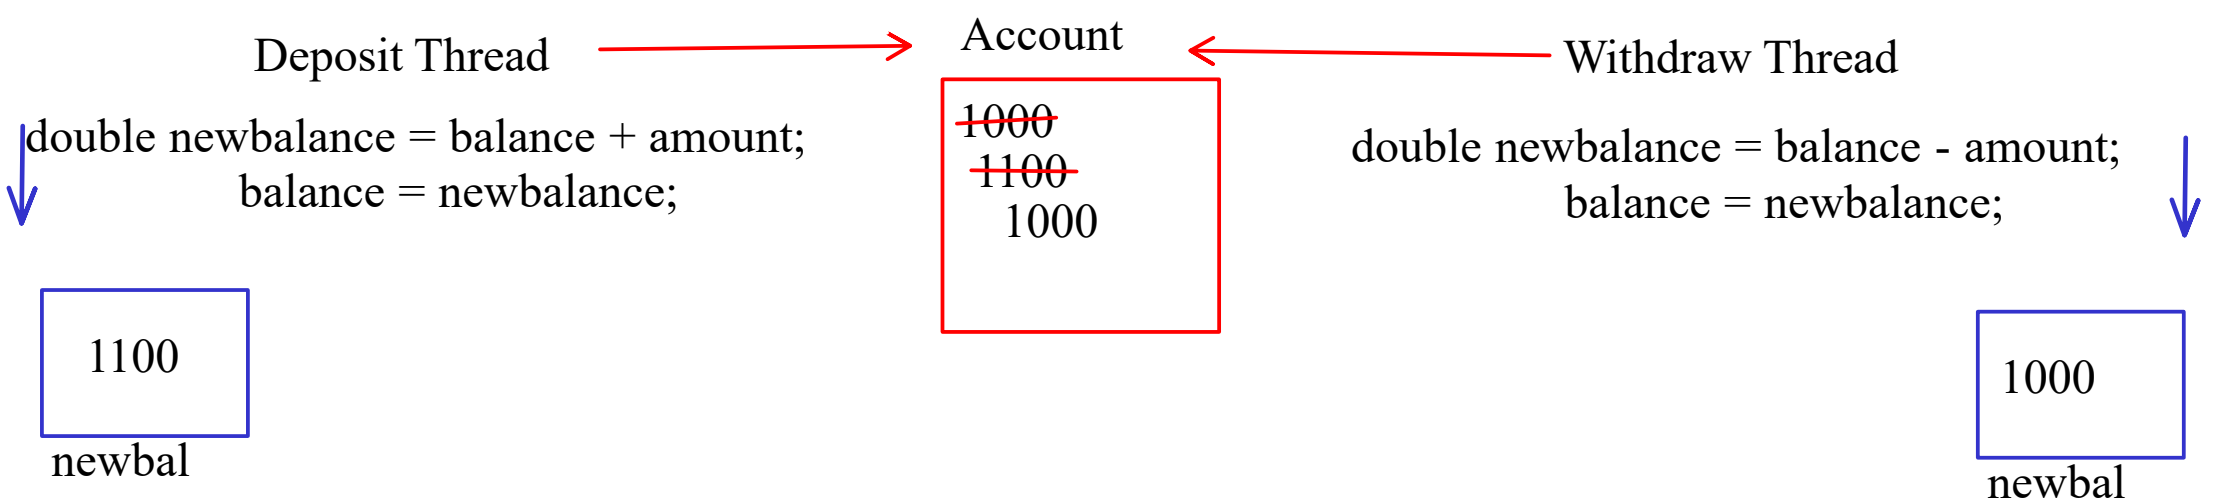 Deposit Thread
double newbalance = balance + amount;
balance = newbalance;
1100
newbal
Account
1000
1100
1000
Withdraw Thread
double newbalance = balance - amount;
balance = newbalance;
1000
newbal